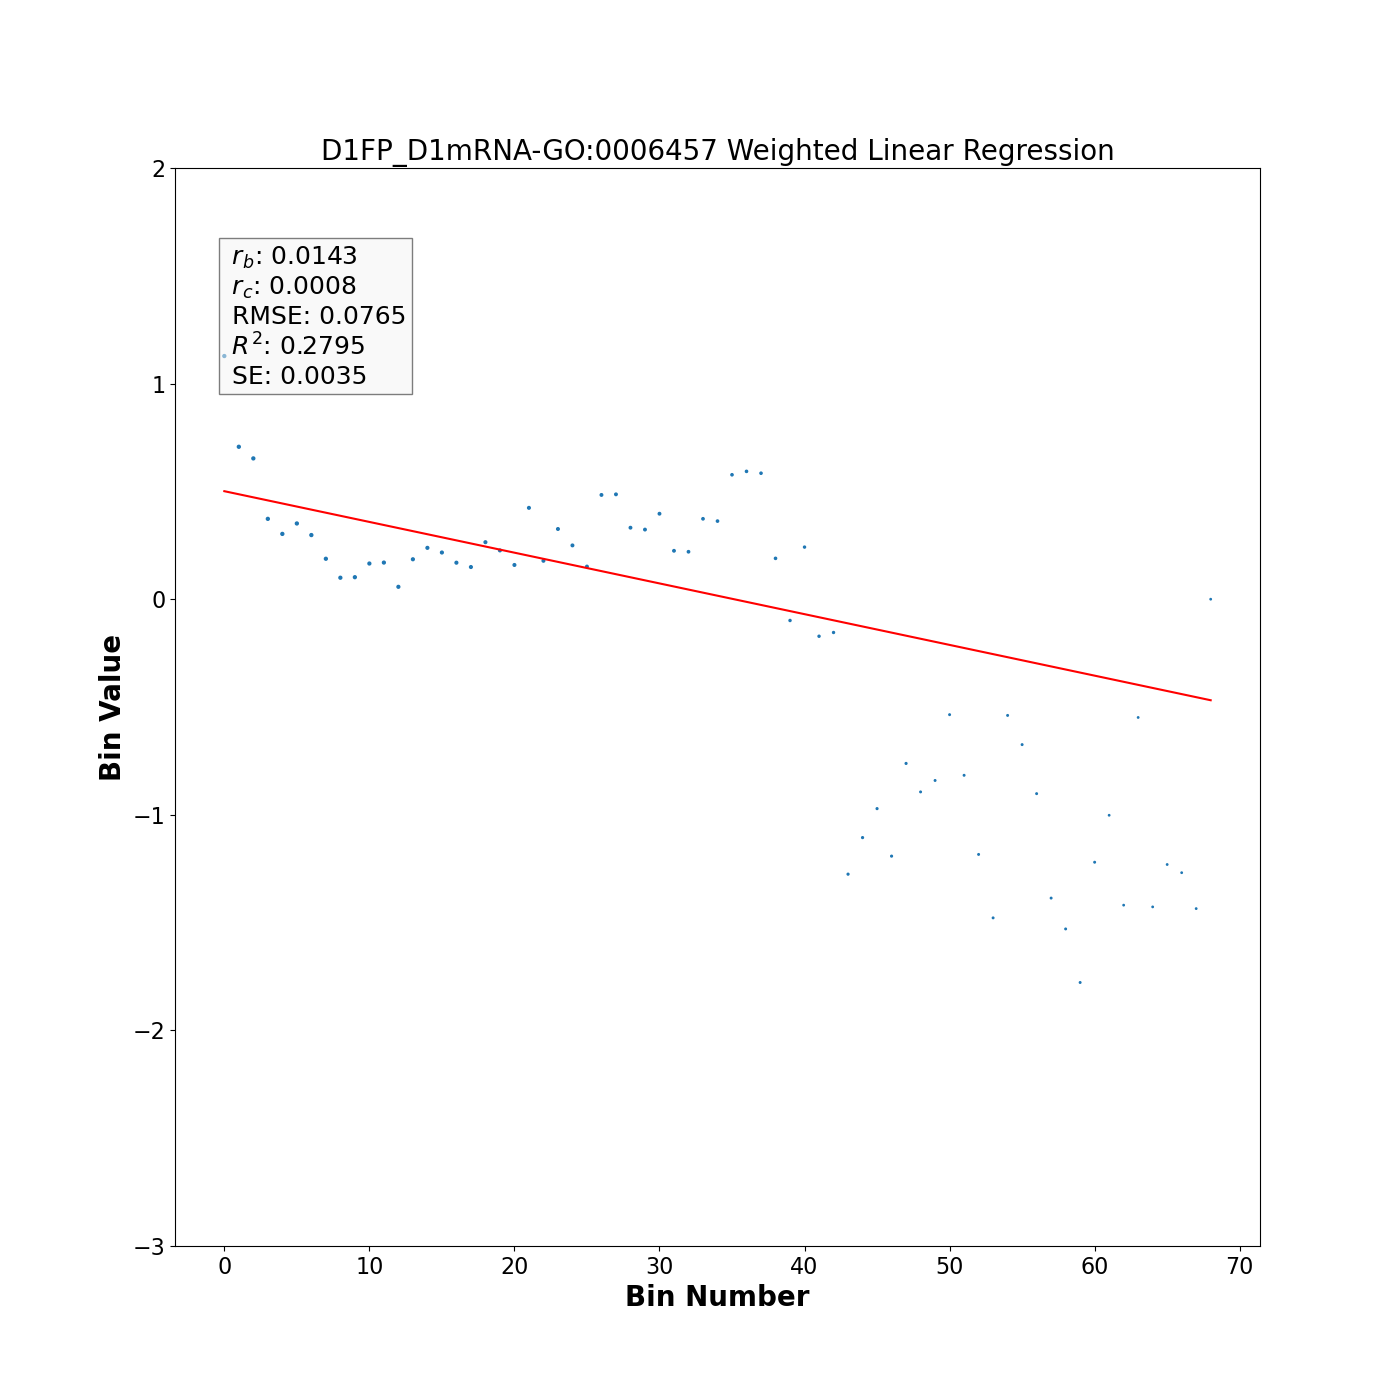 D1FP_D1mRNA-GO:0006457 Weighted Linear Regression
2
1
0
−1
−2
−3
r_b: 0.0143
r_c: 0.0008
RMSE: 0.0765
R²: 0.2795
SE: 0.0035
Bin Value
0 10 20 30 40 50 60 70
Bin Number